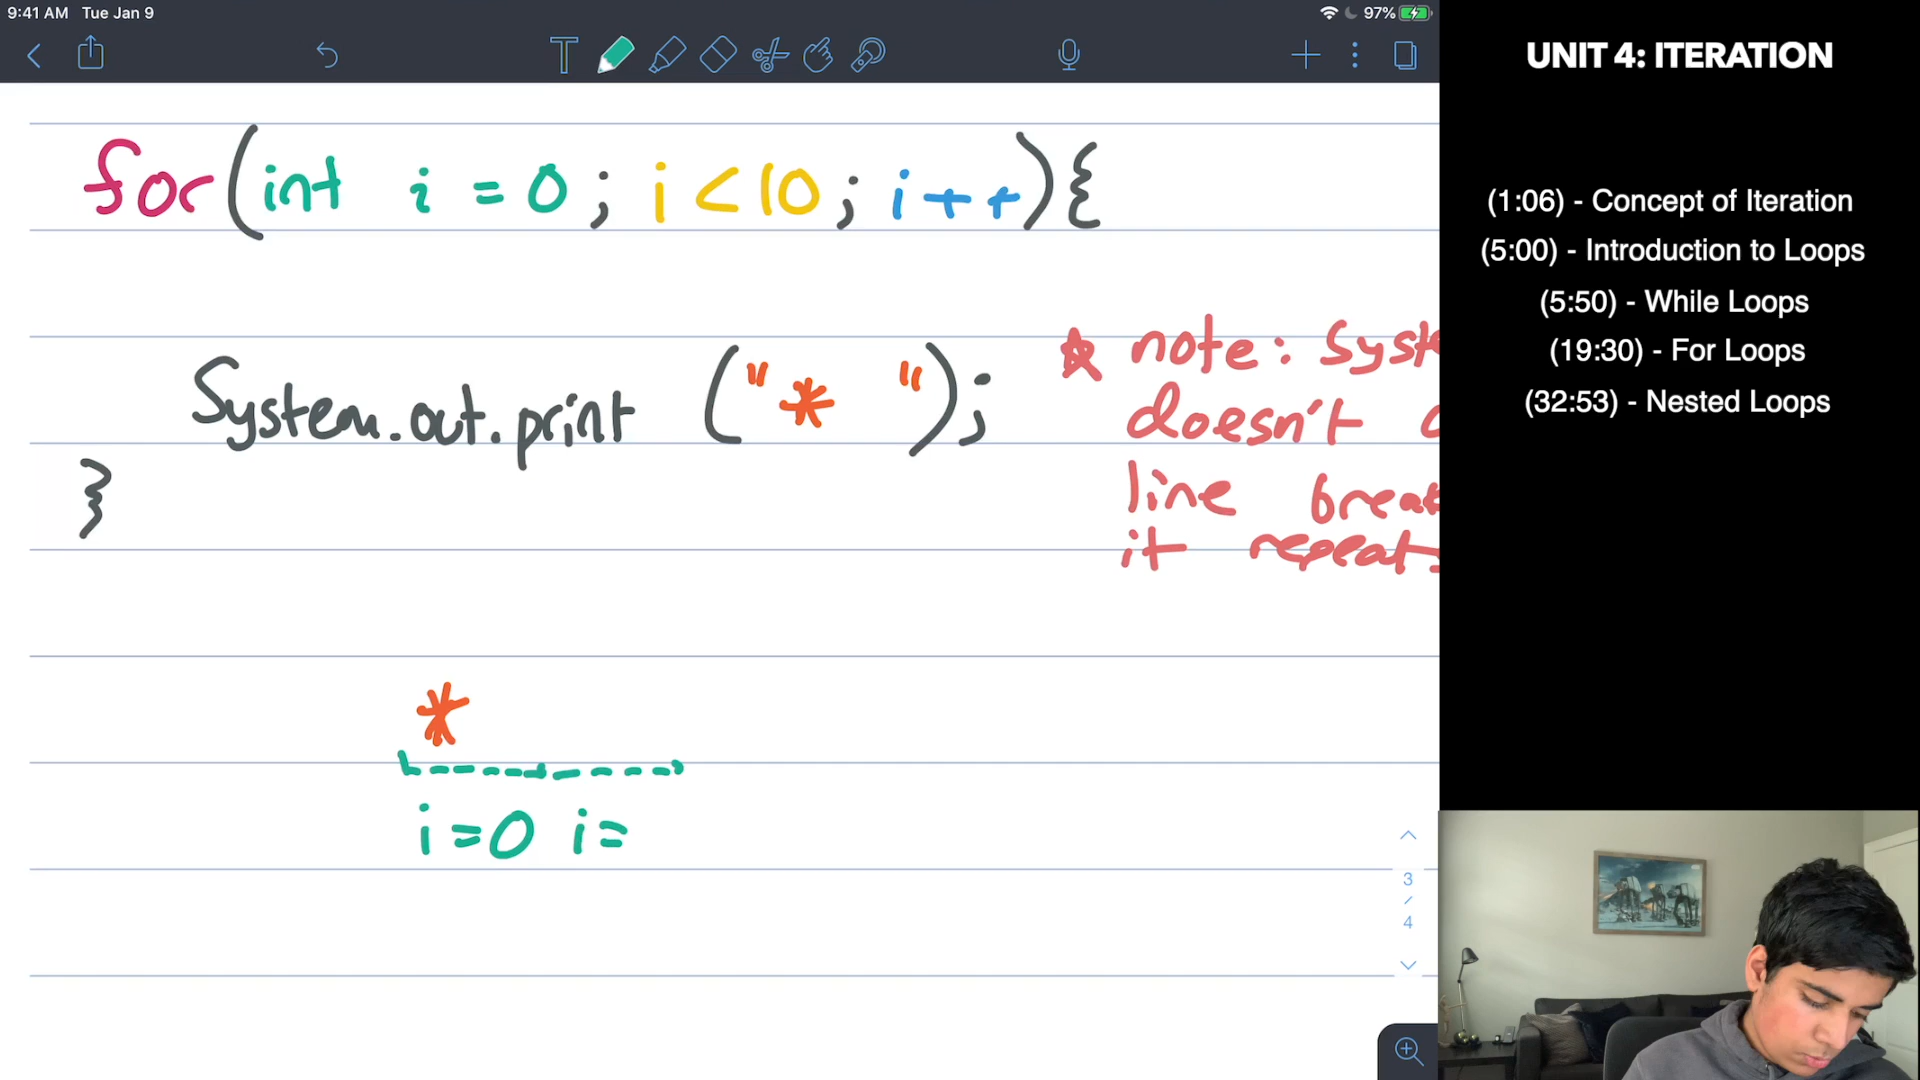 9:41 AM Tue Jan 9
97%
UNIT 4: ITERATION
for(int i = 0; i < 10; i++){
(1:06) - Concept of Iteration
(5:00) - Introduction to Loops
(5:50) - While Loops
(19:30) - For Loops
(32:53) - Nested Loops
System.out.print ("* ");
}
* note: Syst
doesn't
line break
it repeats
*
i=0 i=
3
/
4